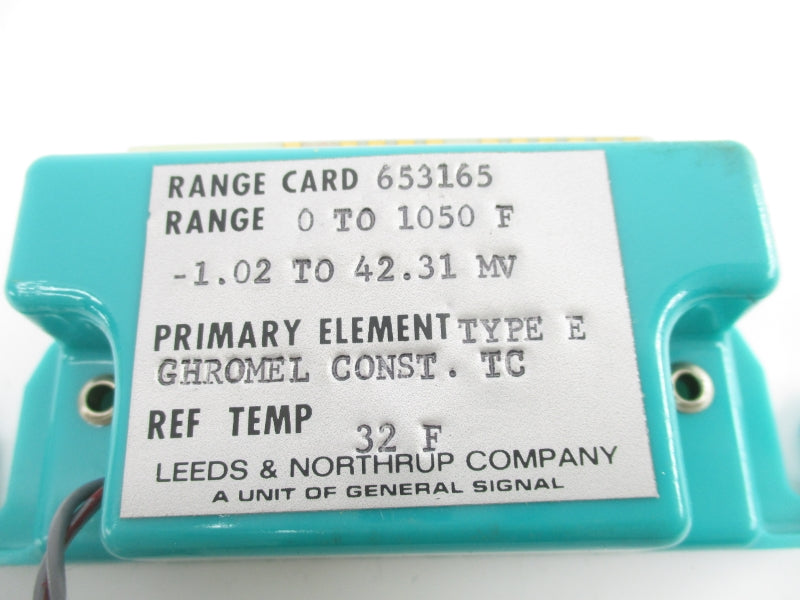 RANGE CARD 653165
RANGE 0 TO 1050 F
-1.02 TO 42.31 MV
PRIMARY ELEMENT TYPE E
GHROMEL CONST. TC
REF TEMP 32 F
LEEDS & NORTHRUP COMPANY
A UNIT OF GENERAL SIGNAL